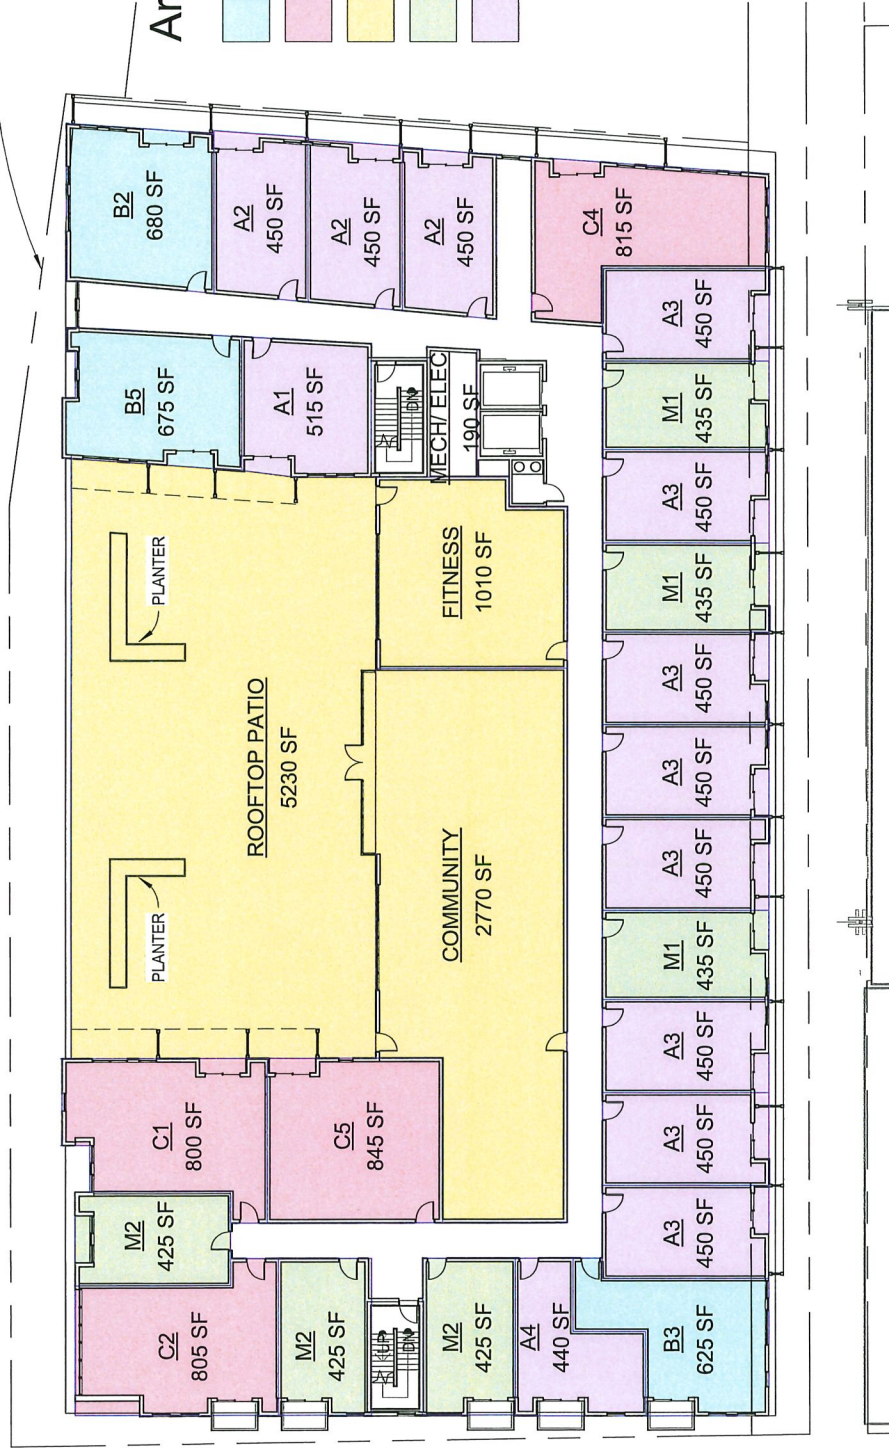 Ar
C2
805 SF
M2
425 SF
C1
800 SF
PLANTER
PLANTER
B5
675 SF
B2
680 SF
M2
425 SF
C5
845 SF
ROOFTOP PATIO
5230 SF
A1
515 SF
A2
450 SF
A2
450 SF
UP
DN
DN
M2
425 SF
COMMUNITY
2770 SF
FITNESS
1010 SF
MECH/ ELEC
190 SF
A2
450 SF
A4
440 SF
C4
815 SF
B3
625 SF
A3
450 SF
A3
450 SF
A3
450 SF
M1
435 SF
A3
450 SF
A3
450 SF
A3
450 SF
M1
435 SF
A3
450 SF
M1
435 SF
A3
450 SF